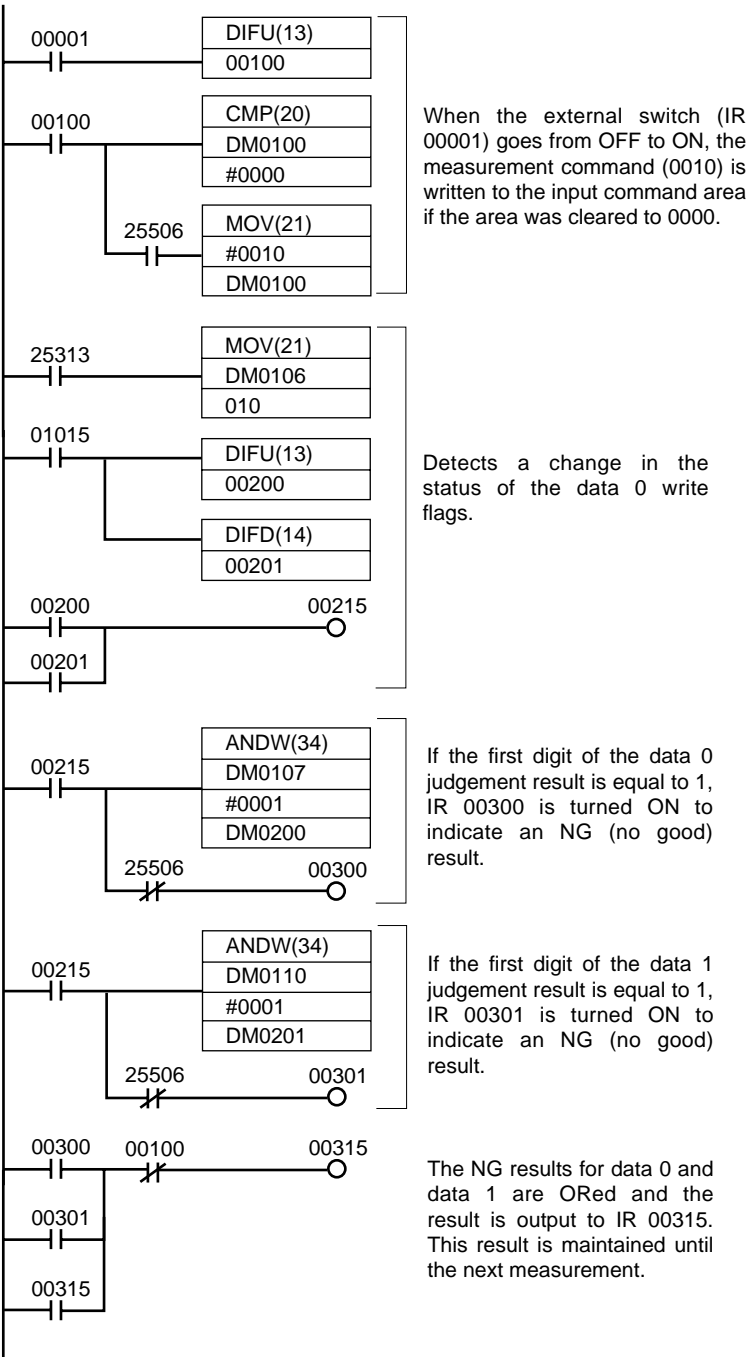 00001
DIFU(13)
00100
00100
CMP(20)
DM0100
#0000
25506
MOV(21)
#0010
DM0100
When the external switch (IR
00001) goes from OFF to ON, the
measurement command (0010) is
written to the input command area
if the area was cleared to 0000.
25313
MOV(21)
DM0106
010
01015
DIFU(13)
00200
DIFD(14)
00201
00200
00215
00201
Detects a change in the
status of the data 0 write
flags.
00215
ANDW(34)
DM0107
#0001
DM0200
25506
00300
If the first digit of the data 0
judgement result is equal to 1,
IR 00300 is turned ON to
indicate an NG (no good)
result.
00215
ANDW(34)
DM0110
#0001
DM0201
25506
00301
If the first digit of the data 1
judgement result is equal to 1,
IR 00301 is turned ON to
indicate an NG (no good)
result.
00300
00100
00315
00301
00315
The NG results for data 0 and
data 1 are ORed and the
result is output to IR 00315.
This result is maintained until
the next measurement.